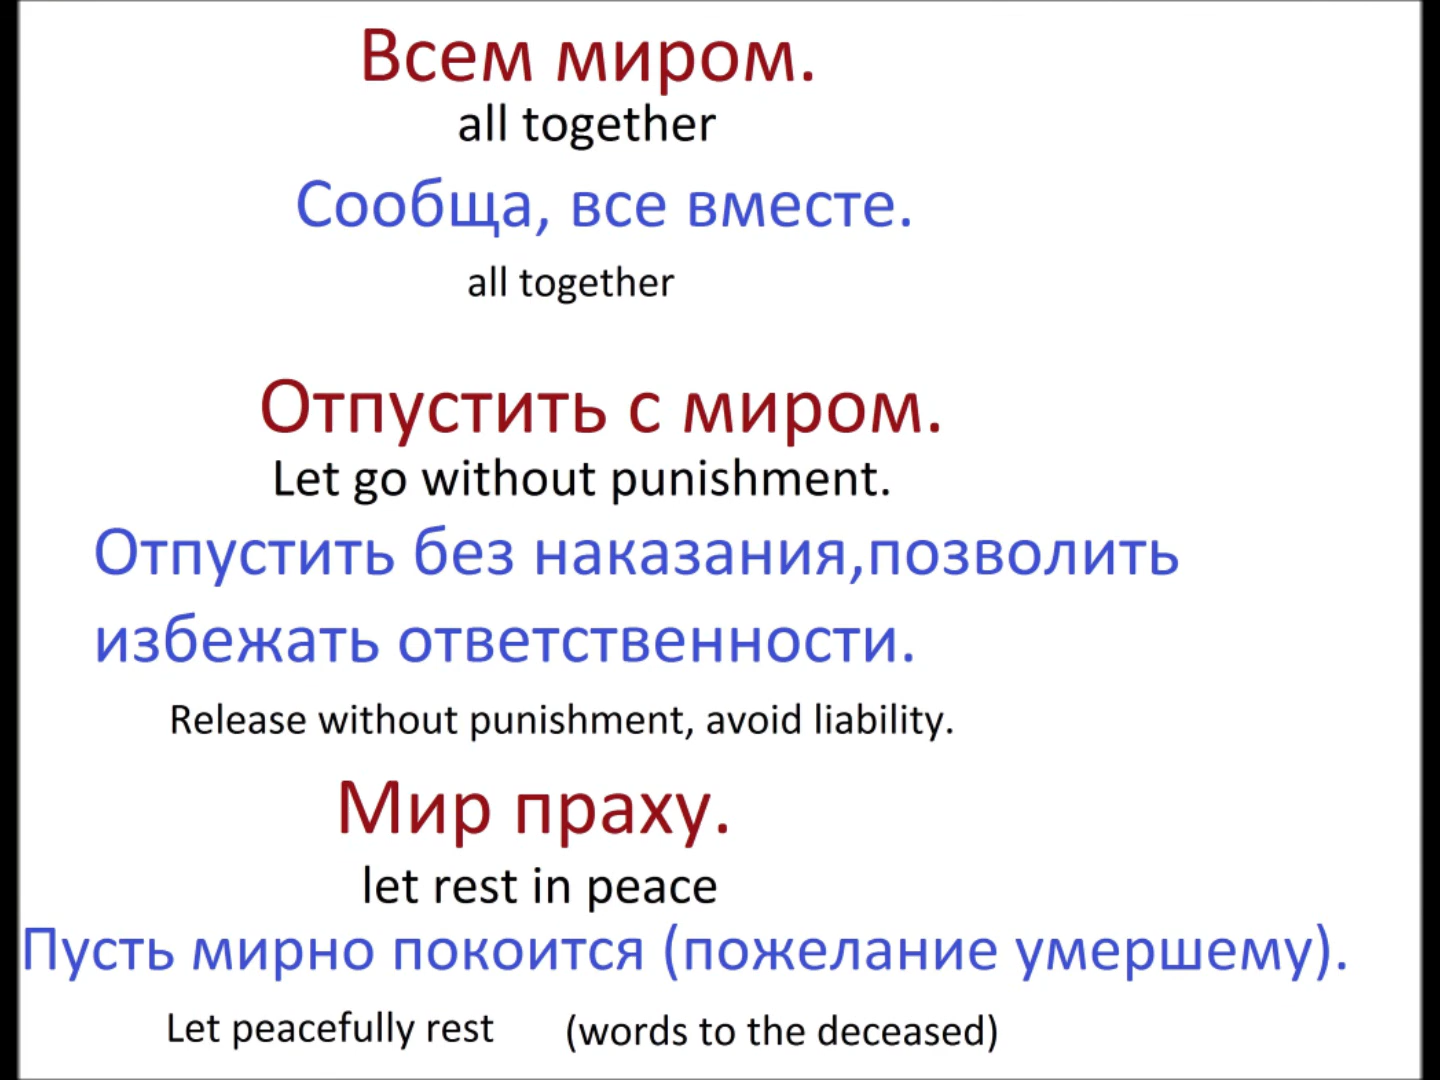 Всем миром.
all together
Сообща, все вместе.
all together
Отпустить с миром.
Let go without punishment.
Отпустить без наказания,позволить
избежать ответственности.
Release without punishment, avoid liability.
Мир праху.
let rest in peace
Пусть мирно покоится (пожелание умершему).
Let peacefully rest (words to the deceased)